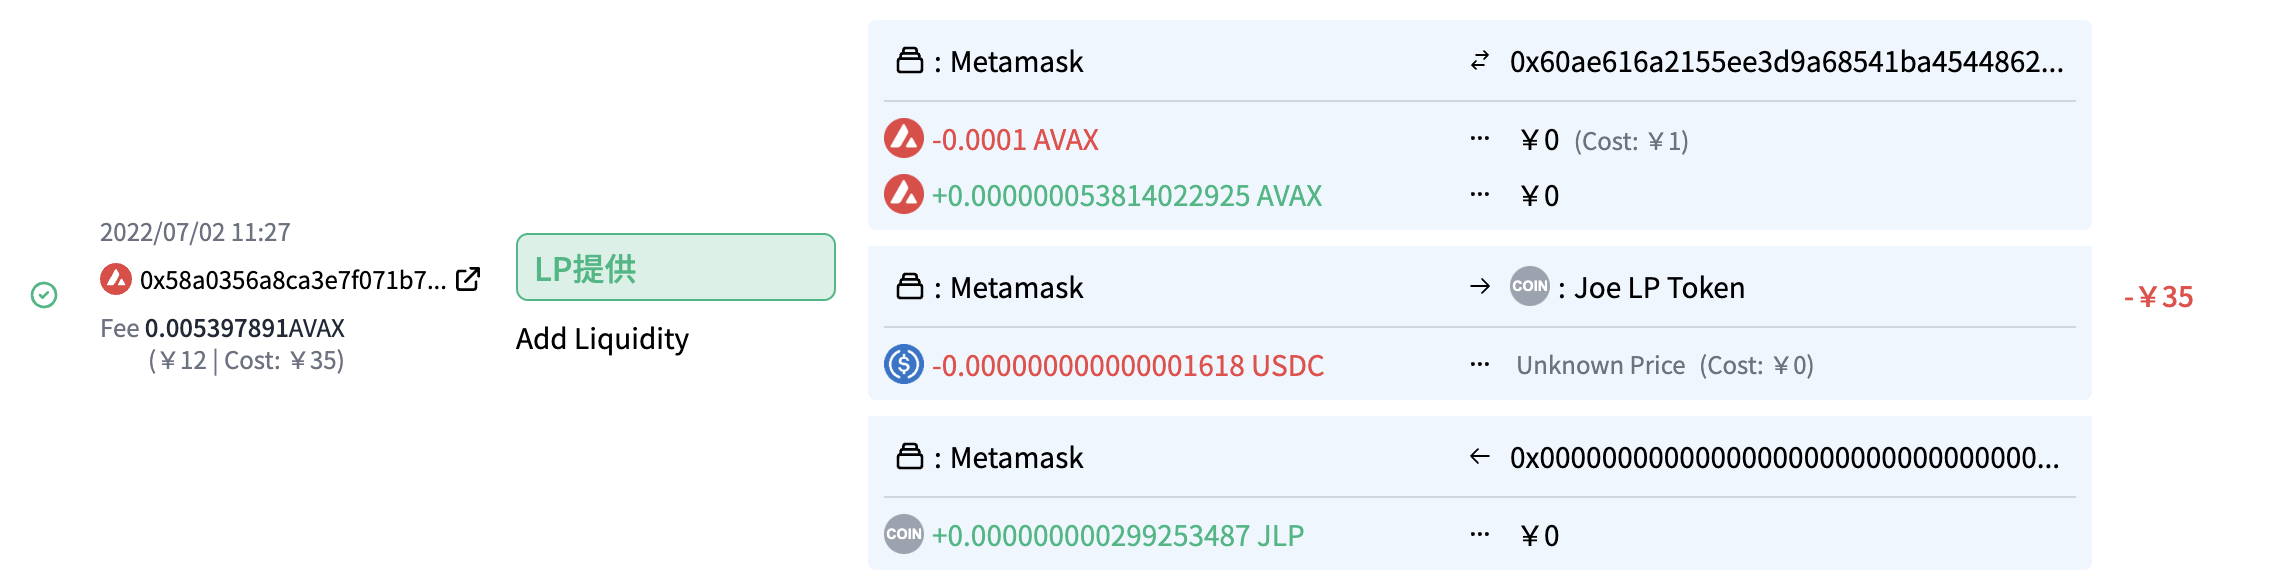 2022/07/02 11:27
0x58a0356a8ca3e7f071b7...
Fee 0.005397891AVAX
(¥12 | Cost: ¥35)
LP提供
Add Liquidity
: Metamask
0x60ae616a2155ee3d9a68541ba4544862...
-0.0001 AVAX ··· ¥0 (Cost: ¥1)
+0.000000053814022925 AVAX ··· ¥0
: Metamask → COIN : Joe LP Token
-0.000000000000001618 USDC ··· Unknown Price (Cost: ¥0)
: Metamask ← 0x00000000000000000000000000000000...
COIN +0.000000000299253487 JLP ··· ¥0
-¥35